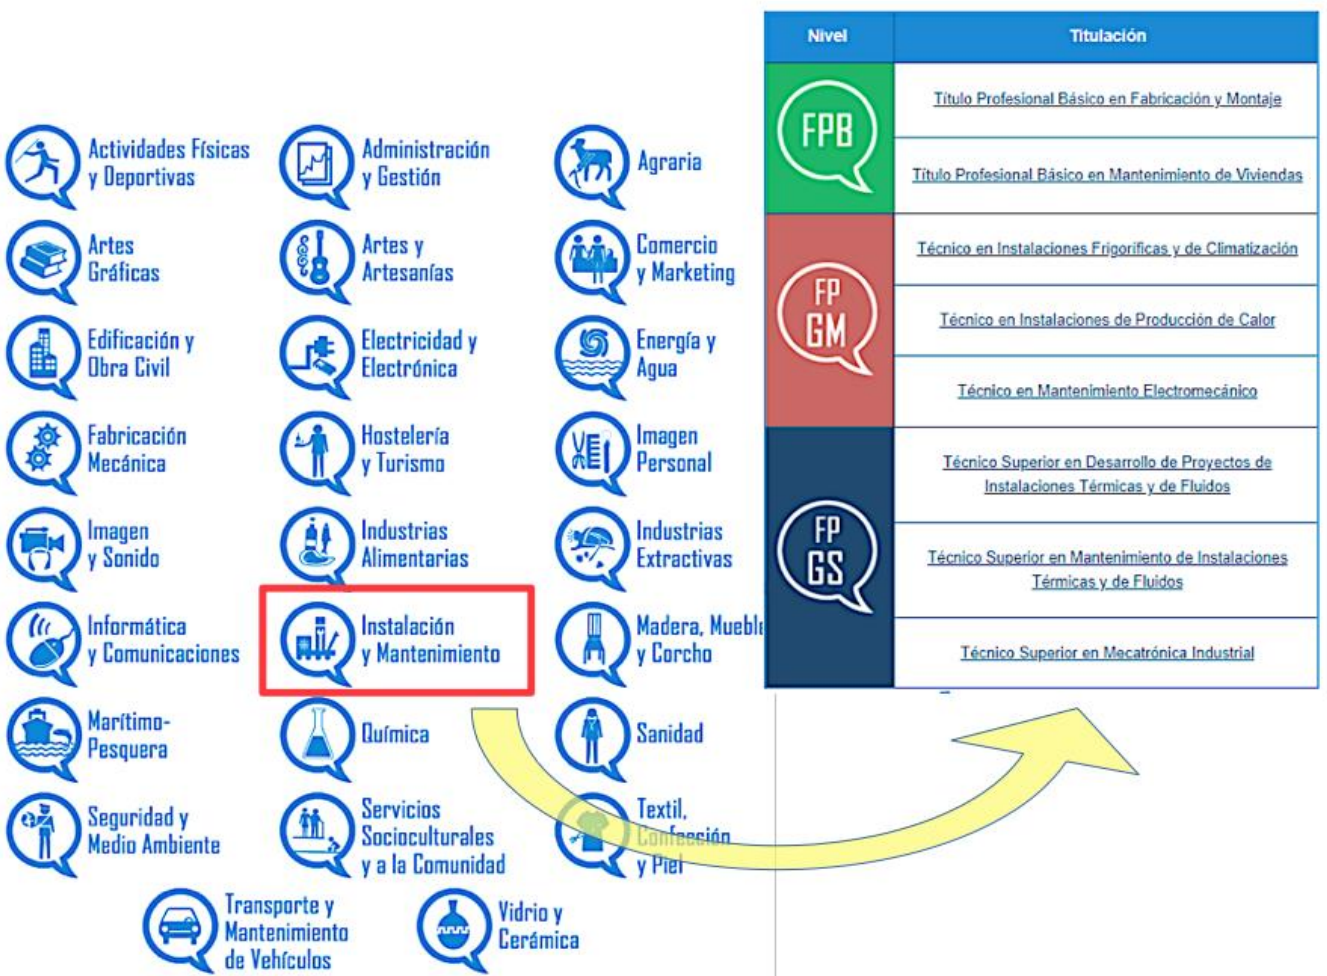 Actividades Físicas
y Deportivas
Administración
y Gestión
Agraria
Artes
Gráficas
Artes y
Artesanías
Comercio
y Marketing
Edificación y
Obra Civil
Electricidad y
Electrónica
Energía y
Agua
Fabricación
Mecánica
Hostelería
y Turismo
Imagen
Personal
Imagen
y Sonido
Industrias
Alimentarias
Industrias
Extractivas
Informática
y Comunicaciones
Instalación
y Mantenimiento
Madera, Mueble
y Corcho
Marítimo-
Pesquera
Química
Sanidad
Seguridad y
Medio Ambiente
Servicios
Socioculturales
y a la Comunidad
Textil,
Confección
y Piel
Transporte y
Mantenimiento
de Vehículos
Vidrio y
Cerámica
Nivel
Titulación
FPB
Título Profesional Básico en Fabricación y Montaje
Título Profesional Básico en Mantenimiento de Viviendas
FP
GM
Técnico en Instalaciones Frigoríficas y de Climatización
Técnico en Instalaciones de Producción de Calor
Técnico en Mantenimiento Electromecánico
FP
GS
Técnico Superior en Desarrollo de Proyectos de
Instalaciones Térmicas y de Fluidos
Técnico Superior en Mantenimiento de Instalaciones
Térmicas y de Fluidos
Técnico Superior en Mecatrónica Industrial